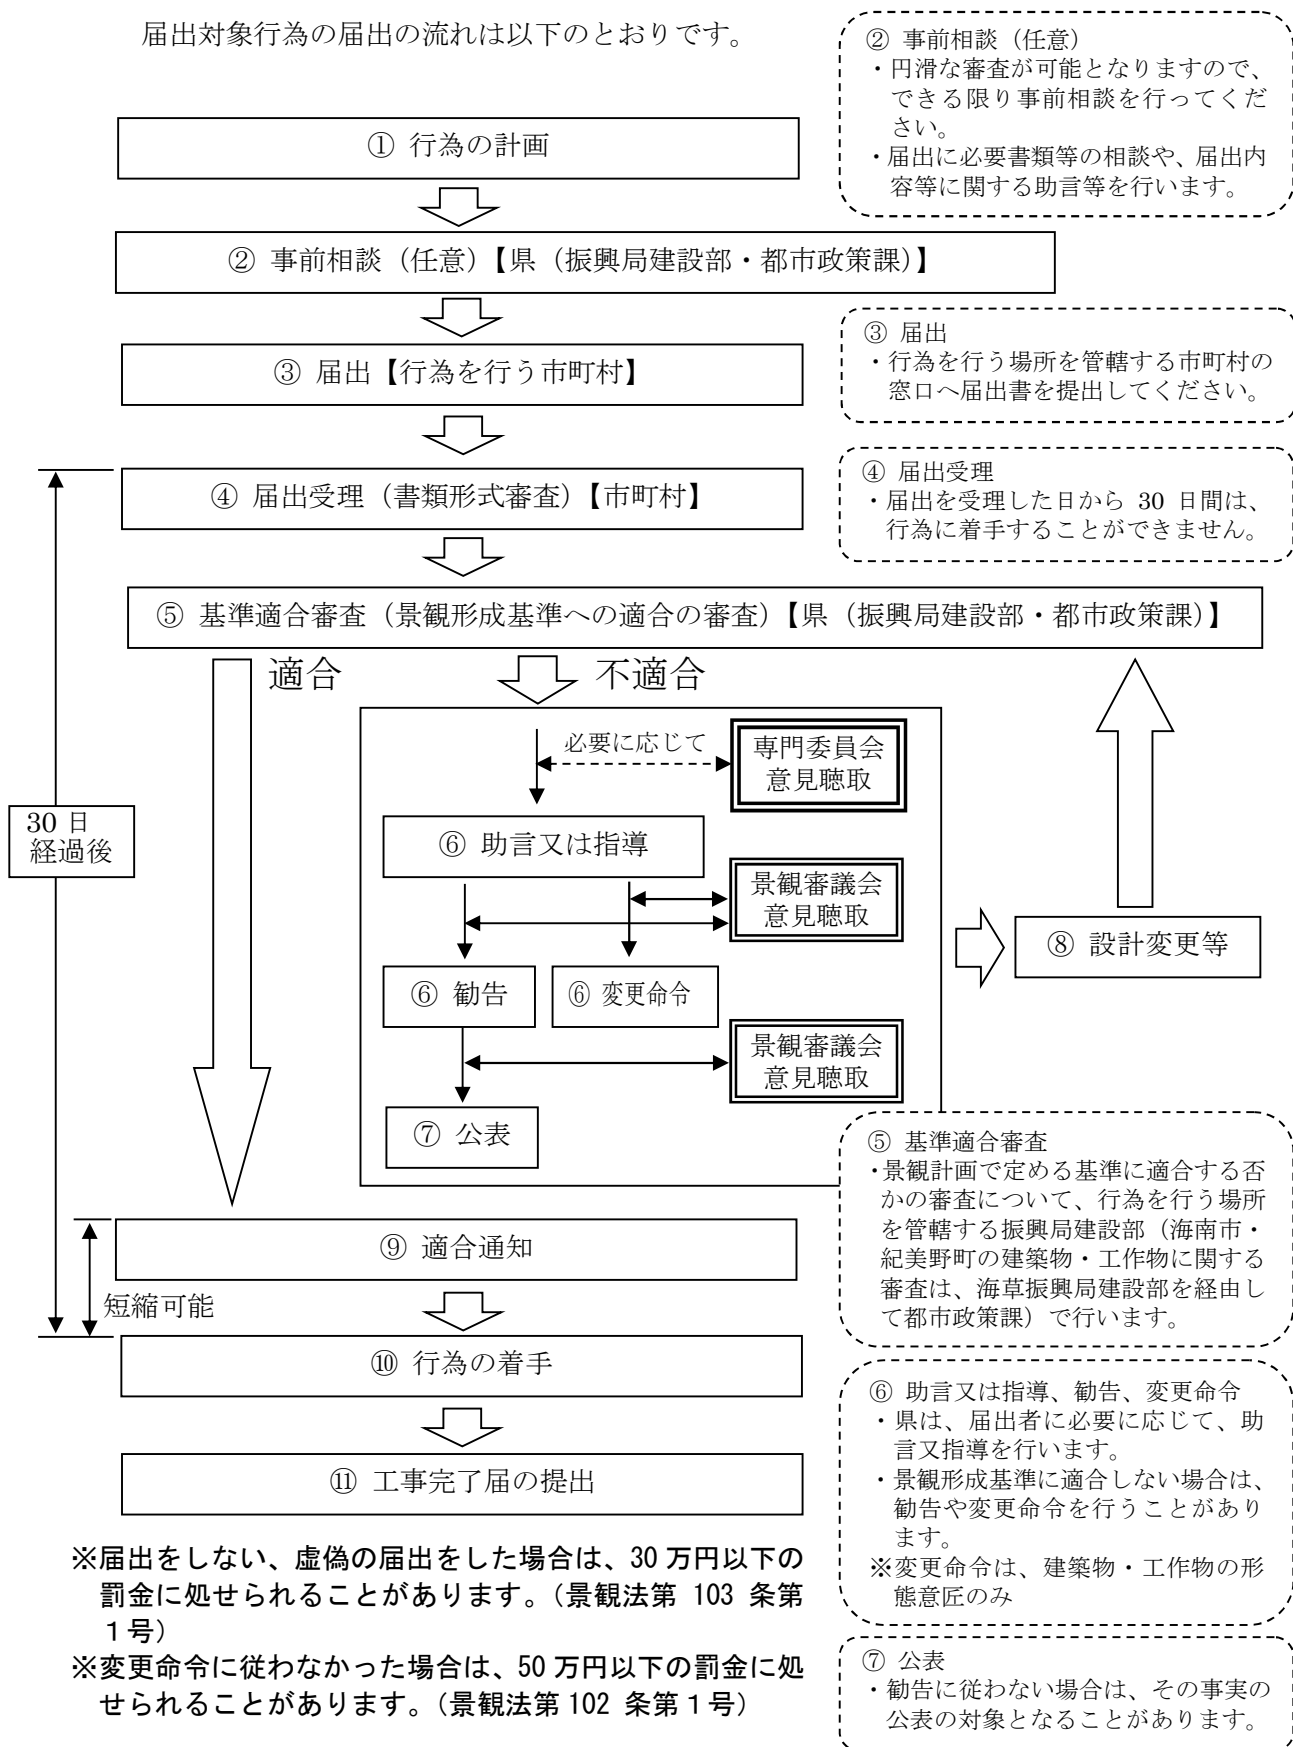 届出対象行為の届出の流れは以下のとおりです。
② 事前相談（任意）
・円滑な審査が可能となりますので、
できる限り事前相談を行ってくだ
さい。
・届出に必要書類等の相談や、届出内
容等に関する助言等を行います。
① 行為の計画
② 事前相談（任意）【県（振興局建設部・都市政策課）】
③ 届出【行為を行う市町村】
③ 届出
・行為を行う場所を管轄する市町村の
窓口へ届出書を提出してください。
④ 届出受理（書類形式審査）【市町村】
④ 届出受理
・届出を受理した日から 30 日間は、
行為に着手することができません。
⑤ 基準適合審査（景観形成基準への適合の審査）【県（振興局建設部・都市政策課）】
適合
不適合
必要に応じて
専門委員会
意見聴取
30 日
経過後
⑥ 助言又は指導
景観審議会
意見聴取
⑧ 設計変更等
⑥ 勧告
⑥ 変更命令
景観審議会
意見聴取
⑦ 公表
⑤ 基準適合審査
・景観計画で定める基準に適合する否
かの審査について、行為を行う場所
を管轄する振興局建設部（海南市・
紀美野町の建築物・工作物に関する
審査は、海草振興局建設部を経由し
て都市政策課）で行います。
⑨ 適合通知
短縮可能
⑩ 行為の着手
⑪ 工事完了届の提出
⑥ 助言又は指導、勧告、変更命令
・県は、届出者に必要に応じて、助
言又指導を行います。
・景観形成基準に適合しない場合は、
勧告や変更命令を行うことがあり
ます。
※変更命令は、建築物・工作物の形
態意匠のみ
⑦ 公表
・勧告に従わない場合は、その事実の
公表の対象となることがあります。
※届出をしない、虚偽の届出をした場合は、30 万円以下の
罰金に処せられることがあります。（景観法第 103 条第
１号）
※変更命令に従わなかった場合は、50 万円以下の罰金に処
せられることがあります。（景観法第 102 条第１号）